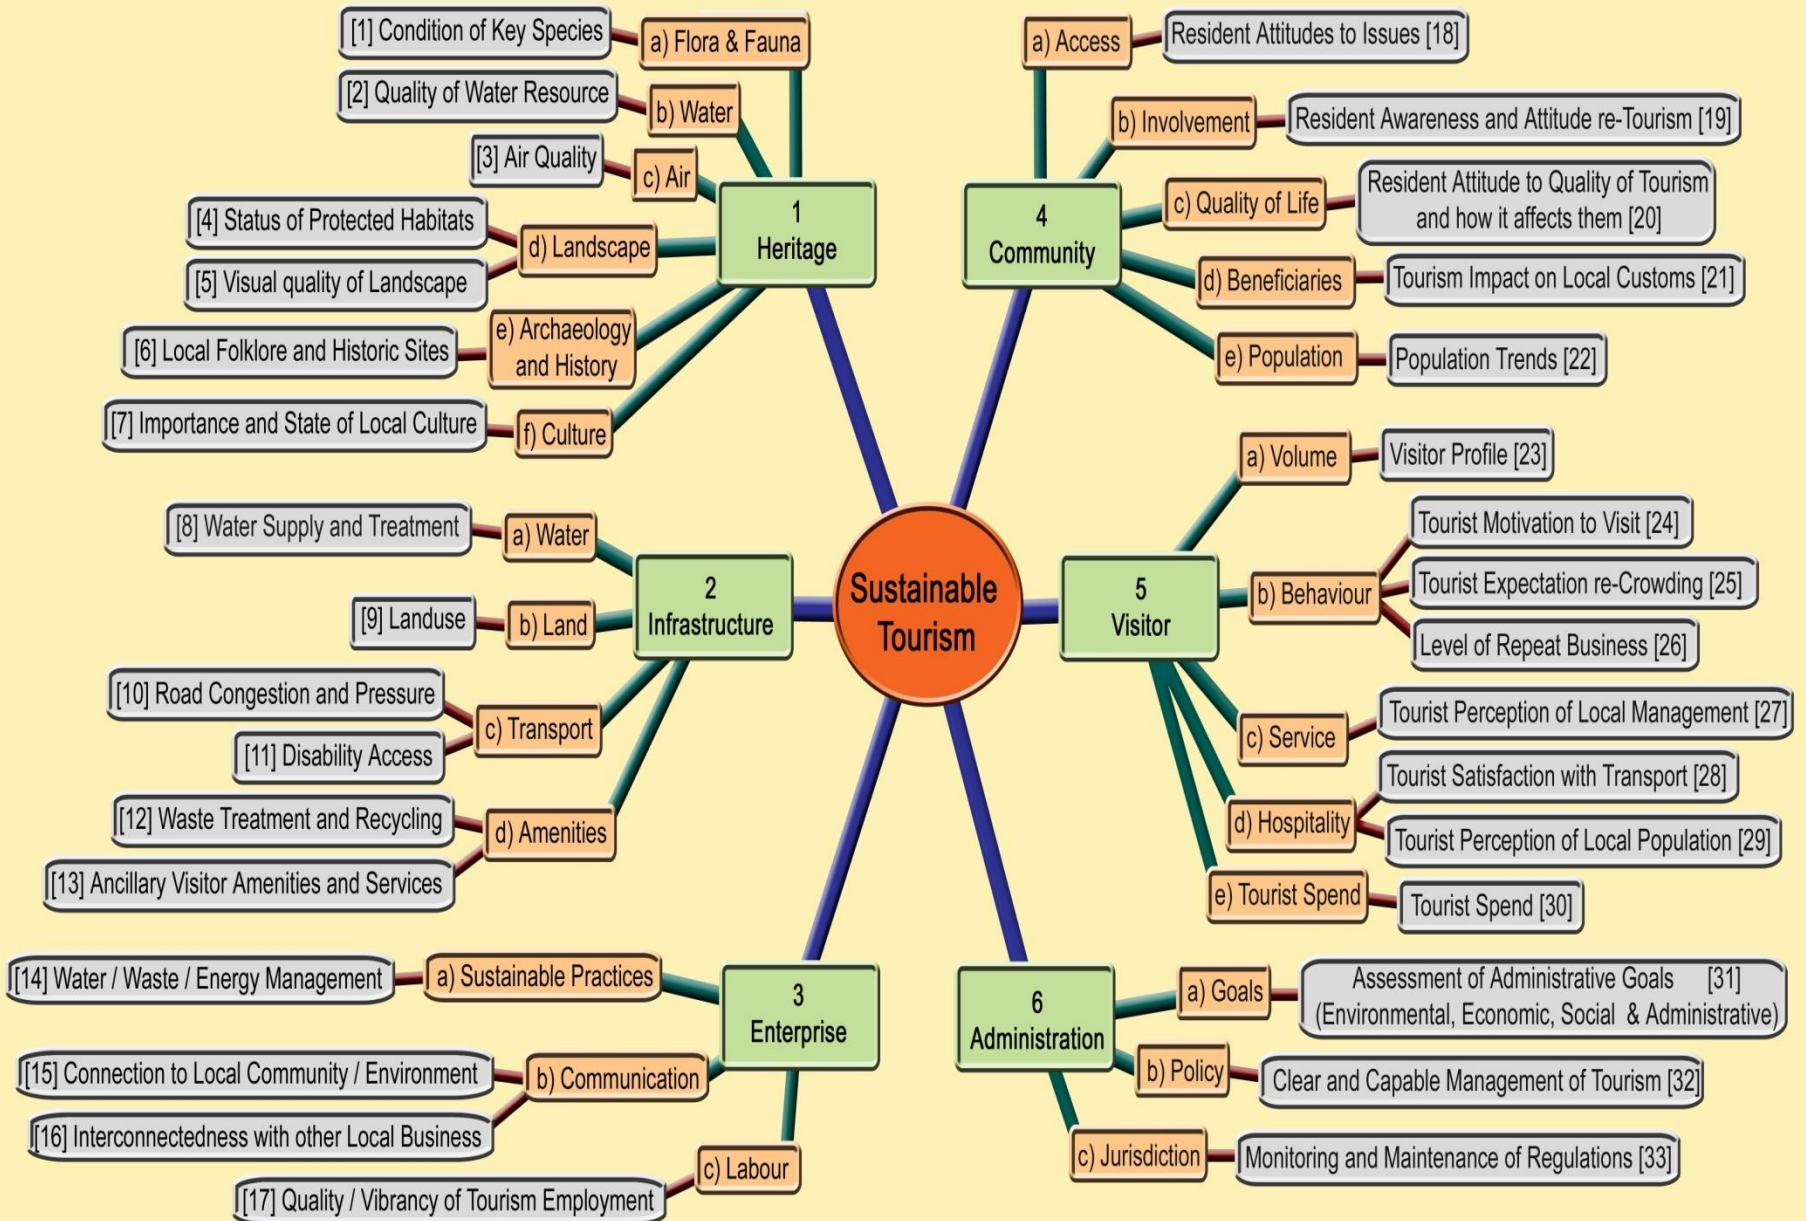 Sustainable
Tourism
1
Heritage
a) Flora & Fauna
[1] Condition of Key Species
b) Water
[2] Quality of Water Resource
c) Air
[3] Air Quality
d) Landscape
[4] Status of Protected Habitats
[5] Visual quality of Landscape
e) Archaeology
and History
[6] Local Folklore and Historic Sites
f) Culture
[7] Importance and State of Local Culture
2
Infrastructure
a) Water
[8] Water Supply and Treatment
b) Land
[9] Landuse
c) Transport
[10] Road Congestion and Pressure
[11] Disability Access
d) Amenities
[12] Waste Treatment and Recycling
[13] Ancillary Visitor Amenities and Services
3
Enterprise
a) Sustainable Practices
[14] Water / Waste / Energy Management
b) Communication
[15] Connection to Local Community / Environment
[16] Interconnectedness with other Local Business
c) Labour
[17] Quality / Vibrancy of Tourism Employment
4
Community
a) Access
Resident Attitudes to Issues [18]
b) Involvement
Resident Awareness and Attitude re-Tourism [19]
c) Quality of Life
Resident Attitude to Quality of Tourism
and how it affects them [20]
d) Beneficiaries
Tourism Impact on Local Customs [21]
e) Population
Population Trends [22]
5
Visitor
a) Volume
Visitor Profile [23]
b) Behaviour
Tourist Motivation to Visit [24]
Tourist Expectation re-Crowding [25]
Level of Repeat Business [26]
c) Service
Tourist Perception of Local Management [27]
d) Hospitality
Tourist Satisfaction with Transport [28]
Tourist Perception of Local Population [29]
e) Tourist Spend
Tourist Spend [30]
6
Administration
a) Goals
Assessment of Administrative Goals [31]
(Environmental, Economic, Social & Administrative)
b) Policy
Clear and Capable Management of Tourism [32]
c) Jurisdiction
Monitoring and Maintenance of Regulations [33]